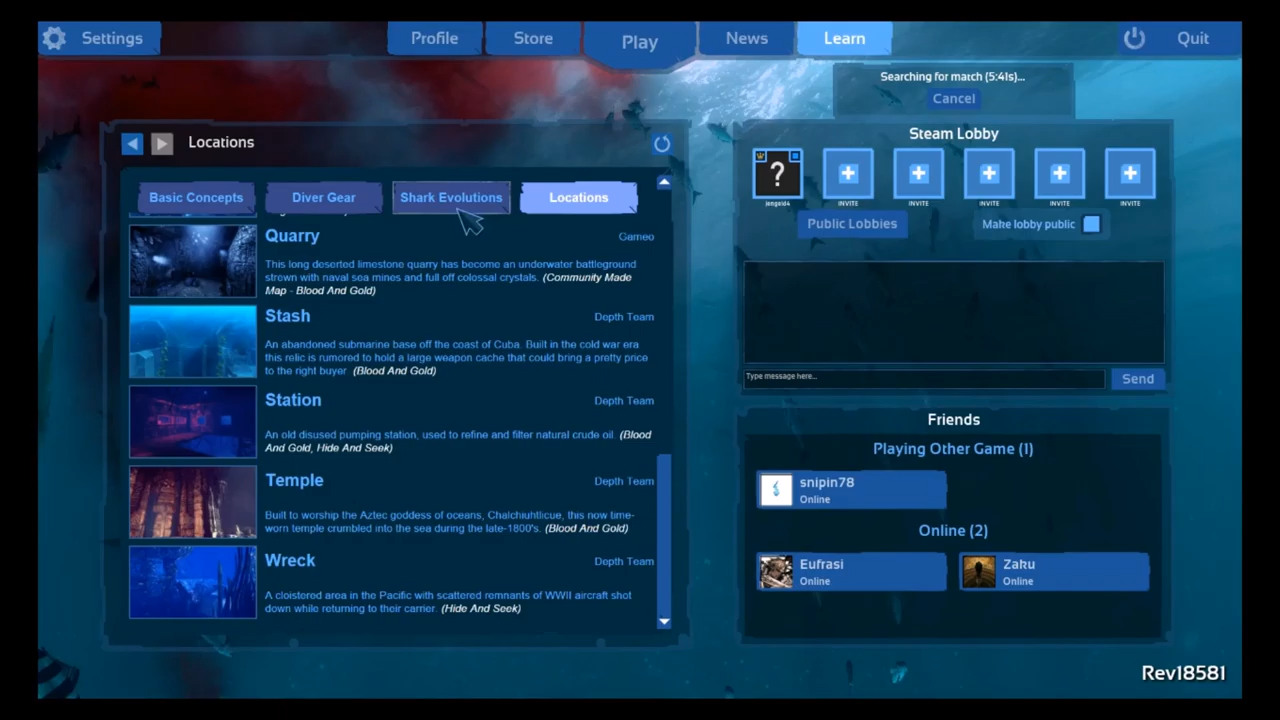 Settings
Profile
Store
Play
News
Learn
Quit
Searching for match (5:41s)...
Cancel
Locations
Basic Concepts
Diver Gear
Shark Evolutions
Locations
Quarry
Gameo
This long deserted limestone quarry has become an underwater battleground
strewn with naval sea mines and full off colossal crystals. (Community Made
Map - Blood And Gold)
Stash
Depth Team
An abandoned submarine base off the coast of Cuba. Built in the cold war era
this relic is rumored to hold a large weapon cache that could bring a pretty price
to the right buyer (Blood And Gold)
Station
Depth Team
An old disused pumping station, used to refine and filter natural crude oil. (Blood
And Gold, Hide And Seek)
Temple
Depth Team
Built to worship the Aztec goddess of oceans, Chalchiuhtlicue, this now time-
worn temple crumbled into the sea during the late-1800's. (Blood And Gold)
Wreck
Depth Team
A cloistered area in the Pacific with scattered remnants of WWII aircraft shot
down while returning to their carrier. (Hide And Seek)
Steam Lobby
?
INVITE
INVITE
INVITE
INVITE
INVITE
Public Lobbies
Make lobby public
Type message here...
Send
Friends
Playing Other Game (1)
snipin78
Online
Online (2)
Eufrasi
Online
Zaku
Online
Rev18581